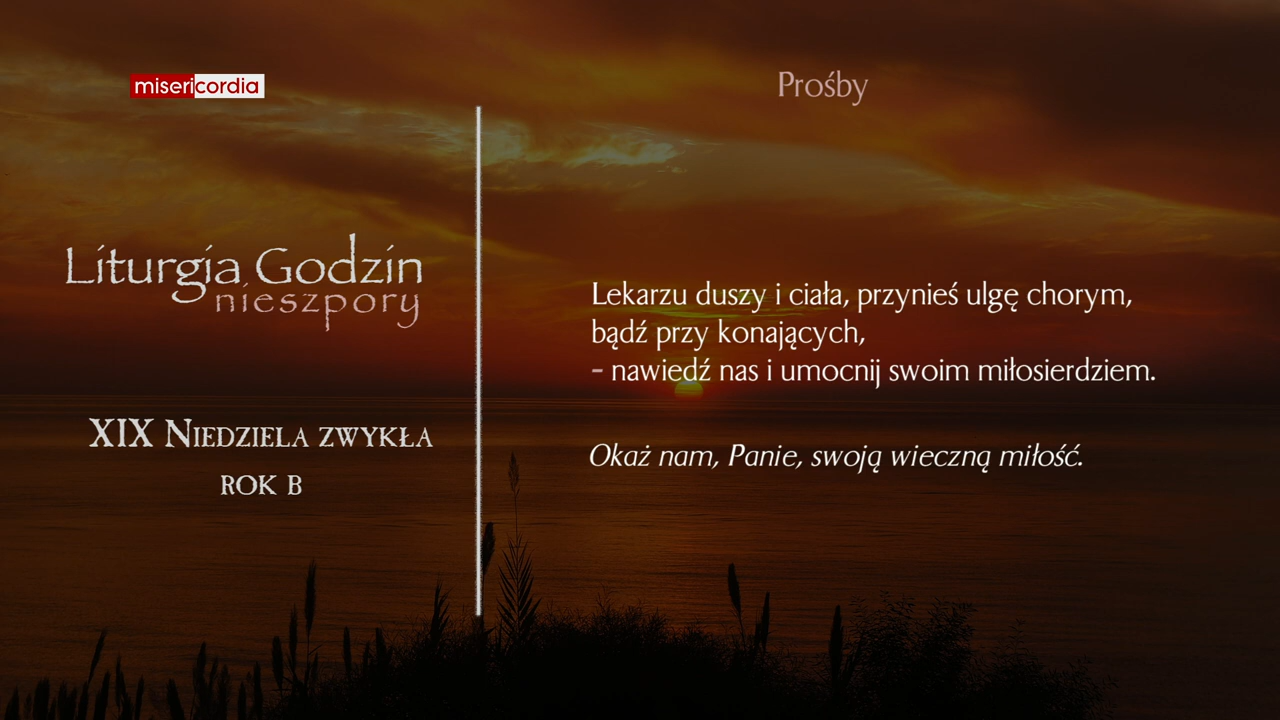 misericordia
Liturgia Godzin
nieszpory
XIX Niedziela zwykła
rok B
Prośby
Lekarzu duszy i ciała, przynieś ulgę chorym,
bądź przy konających,
- nawiedź nas i umocnij swoim miłosierdziem.
Okaż nam, Panie, swoją wieczną miłość.